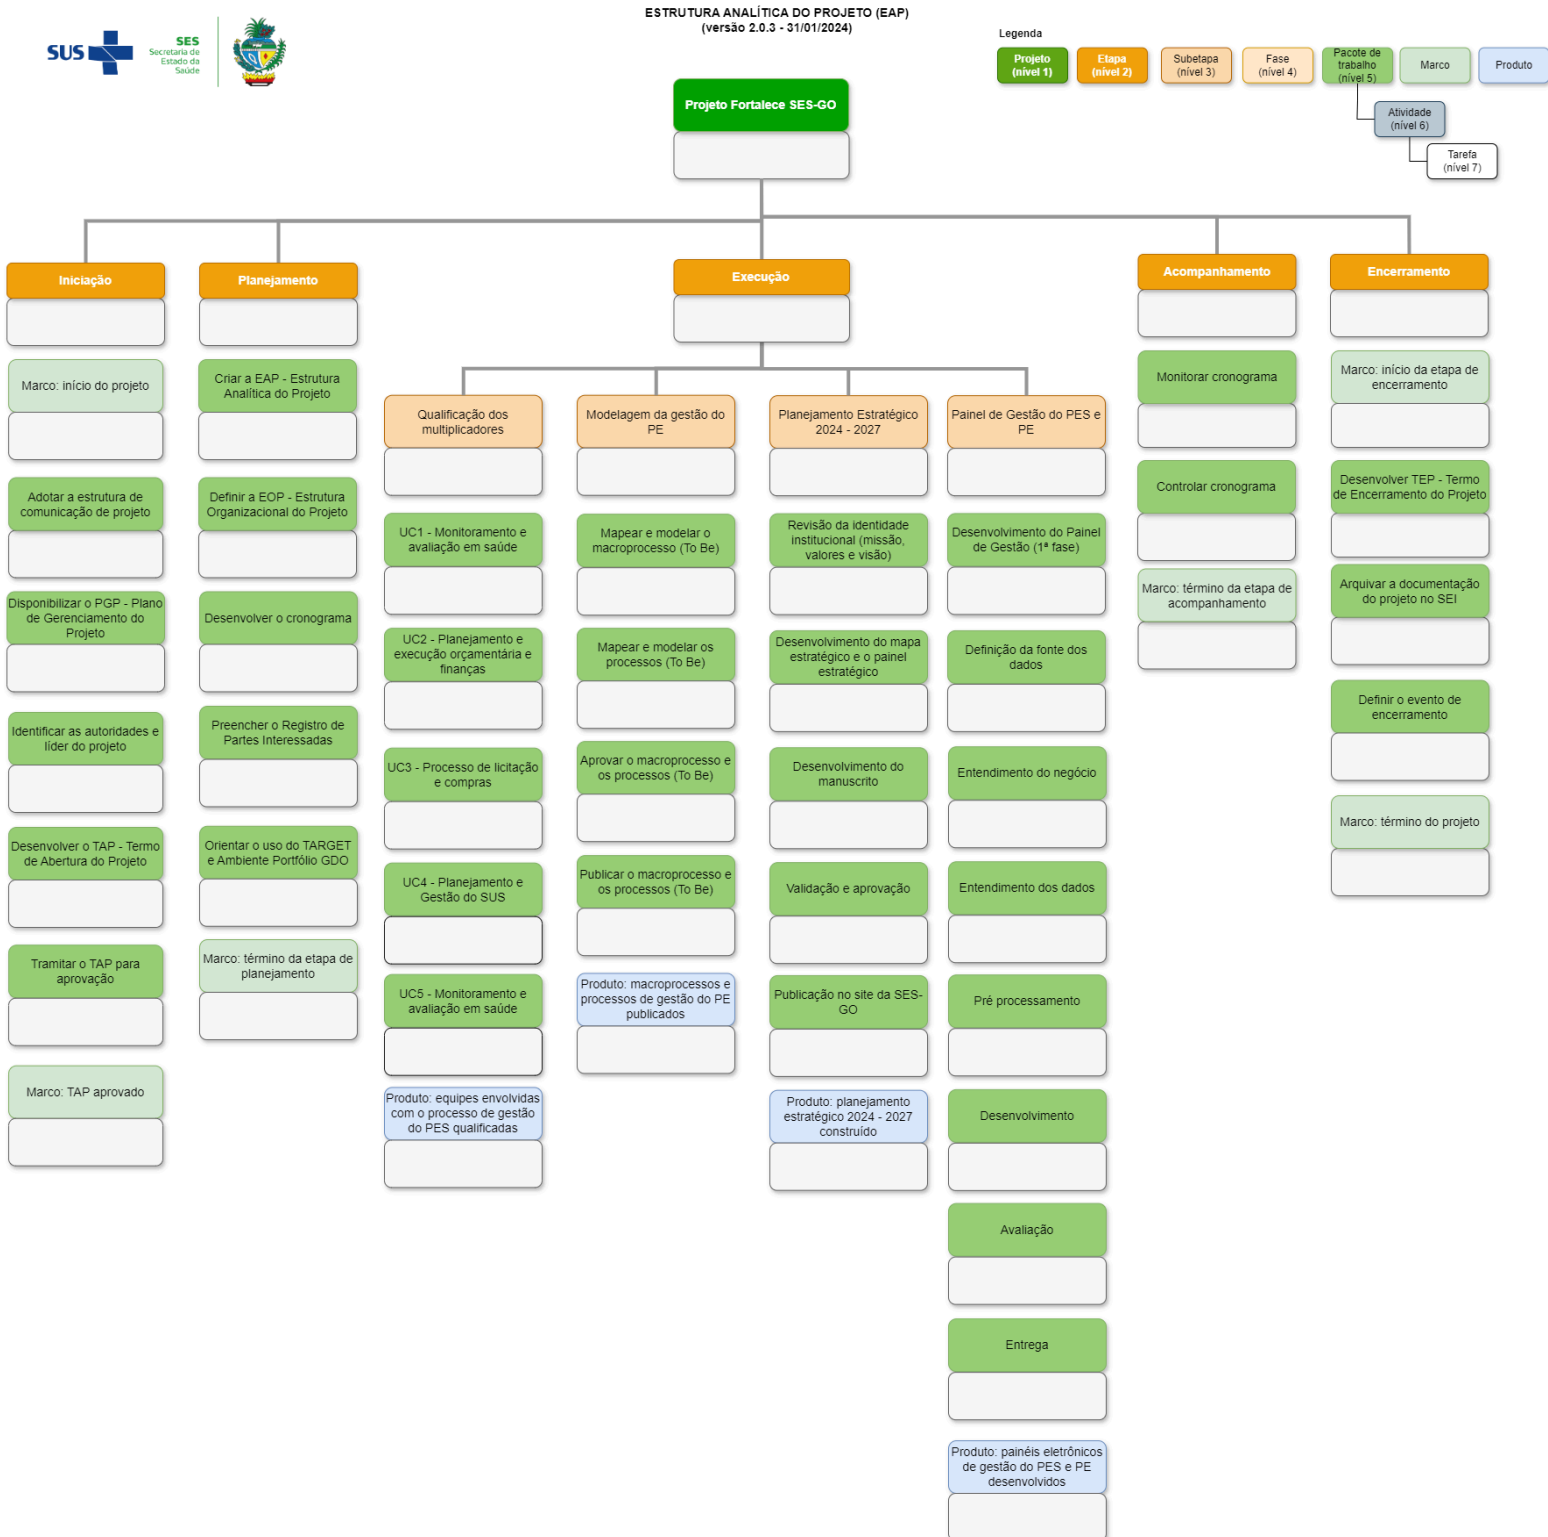 ESTRUTURA ANALÍTICA DO PROJETO (EAP)
(versão 2.0.3 - 31/01/2024)
SUS
SES
Secretaria de
Estado da
Saúde
Legenda
Projeto
(nível 1)
Etapa
(nível 2)
Subetapa
(nível 3)
Fase
(nível 4)
Pacote de
trabalho
(nível 5)
Marco
Produto
Atividade
(nível 6)
Tarefa
(nível 7)
Projeto Fortalece SES-GO
Iniciação
Marco: início do projeto
Adotar a estrutura de
comunicação de projeto
Disponibilizar o PGP - Plano
de Gerenciamento do
Projeto
Identificar as autoridades e
líder do projeto
Desenvolver o TAP - Termo
de Abertura do Projeto
Tramitar o TAP para
aprovação
Marco: TAP aprovado
Planejamento
Criar a EAP - Estrutura
Analítica do Projeto
Definir a EOP - Estrutura
Organizacional do Projeto
Desenvolver o cronograma
Preencher o Registro de
Partes Interessadas
Orientar o uso do TARGET
e Ambiente Portfólio GDO
Marco: término da etapa de
planejamento
Execução
Qualificação dos
multiplicadores
UC1 - Monitoramento e
avaliação em saúde
UC2 - Planejamento e
execução orçamentária e
finanças
UC3 - Processo de licitação
e compras
UC4 - Planejamento e
Gestão do SUS
UC5 - Monitoramento e
avaliação em saúde
Produto: equipes envolvidas
com o processo de gestão
do PES qualificadas
Modelagem da gestão do
PE
Mapear e modelar o
macroprocesso (To Be)
Mapear e modelar os
processos (To Be)
Aprovar o macroprocesso e
os processos (To Be)
Publicar o macroprocesso e
os processos (To Be)
Produto: macroprocessos e
processos de gestão do PE
publicados
Planejamento Estratégico
2024 - 2027
Revisão da identidade
institucional (missão,
valores e visão)
Desenvolvimento do mapa
estratégico e o painel
estratégico
Desenvolvimento do
manuscrito
Validação e aprovação
Publicação no site da SES-
GO
Produto: planejamento
estratégico 2024 - 2027
construído
Painel de Gestão do PES e
PE
Desenvolvimento do Painel
de Gestão (1ª fase)
Definição da fonte dos
dados
Entendimento do negócio
Entendimento dos dados
Pré processamento
Desenvolvimento
Avaliação
Entrega
Produto: painéis eletrônicos
de gestão do PES e PE
desenvolvidos
Acompanhamento
Monitorar cronograma
Controlar cronograma
Marco: término da etapa de
acompanhamento
Encerramento
Marco: início da etapa de
encerramento
Desenvolver TEP - Termo
de Encerramento do Projeto
Arquivar a documentação
do projeto no SEI
Definir o evento de
encerramento
Marco: término do projeto